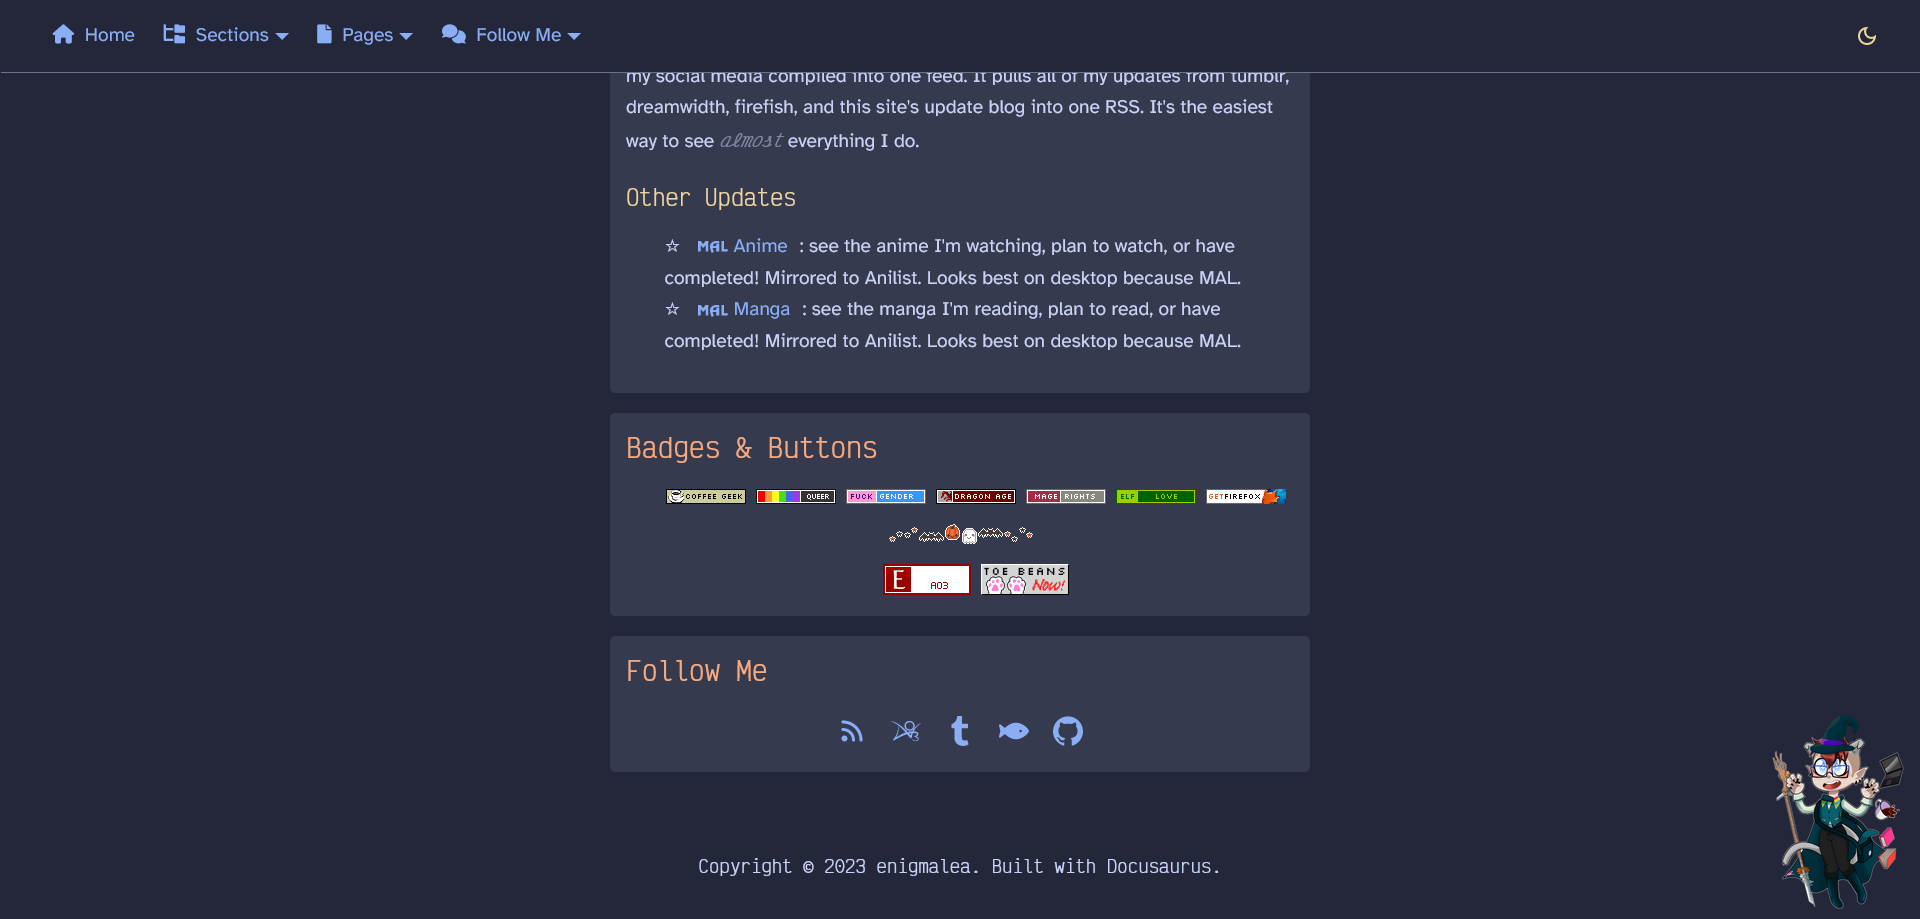 Home Sections Pages Follow Me
my social media compiled into one feed. It pulls all of my updates from tumblr,
dreamwidth, firefish, and this site's update blog into one RSS. It's the easiest
way to see almost everything I do.
Other Updates
☆ MAL Anime : see the anime I'm watching, plan to watch, or have
completed! Mirrored to Anilist. Looks best on desktop because MAL.
☆ MAL Manga : see the manga I'm reading, plan to read, or have
completed! Mirrored to Anilist. Looks best on desktop because MAL.
Badges & Buttons
COFFEE GEEK QUEER FUCK GENDER DRAGON AGE MAGE RIGHTS ELF LOVE GETFIREFOX
E AO3 TOE BEANS
Now!
Follow Me
Copyright © 2023 enigmalea. Built with Docusaurus.